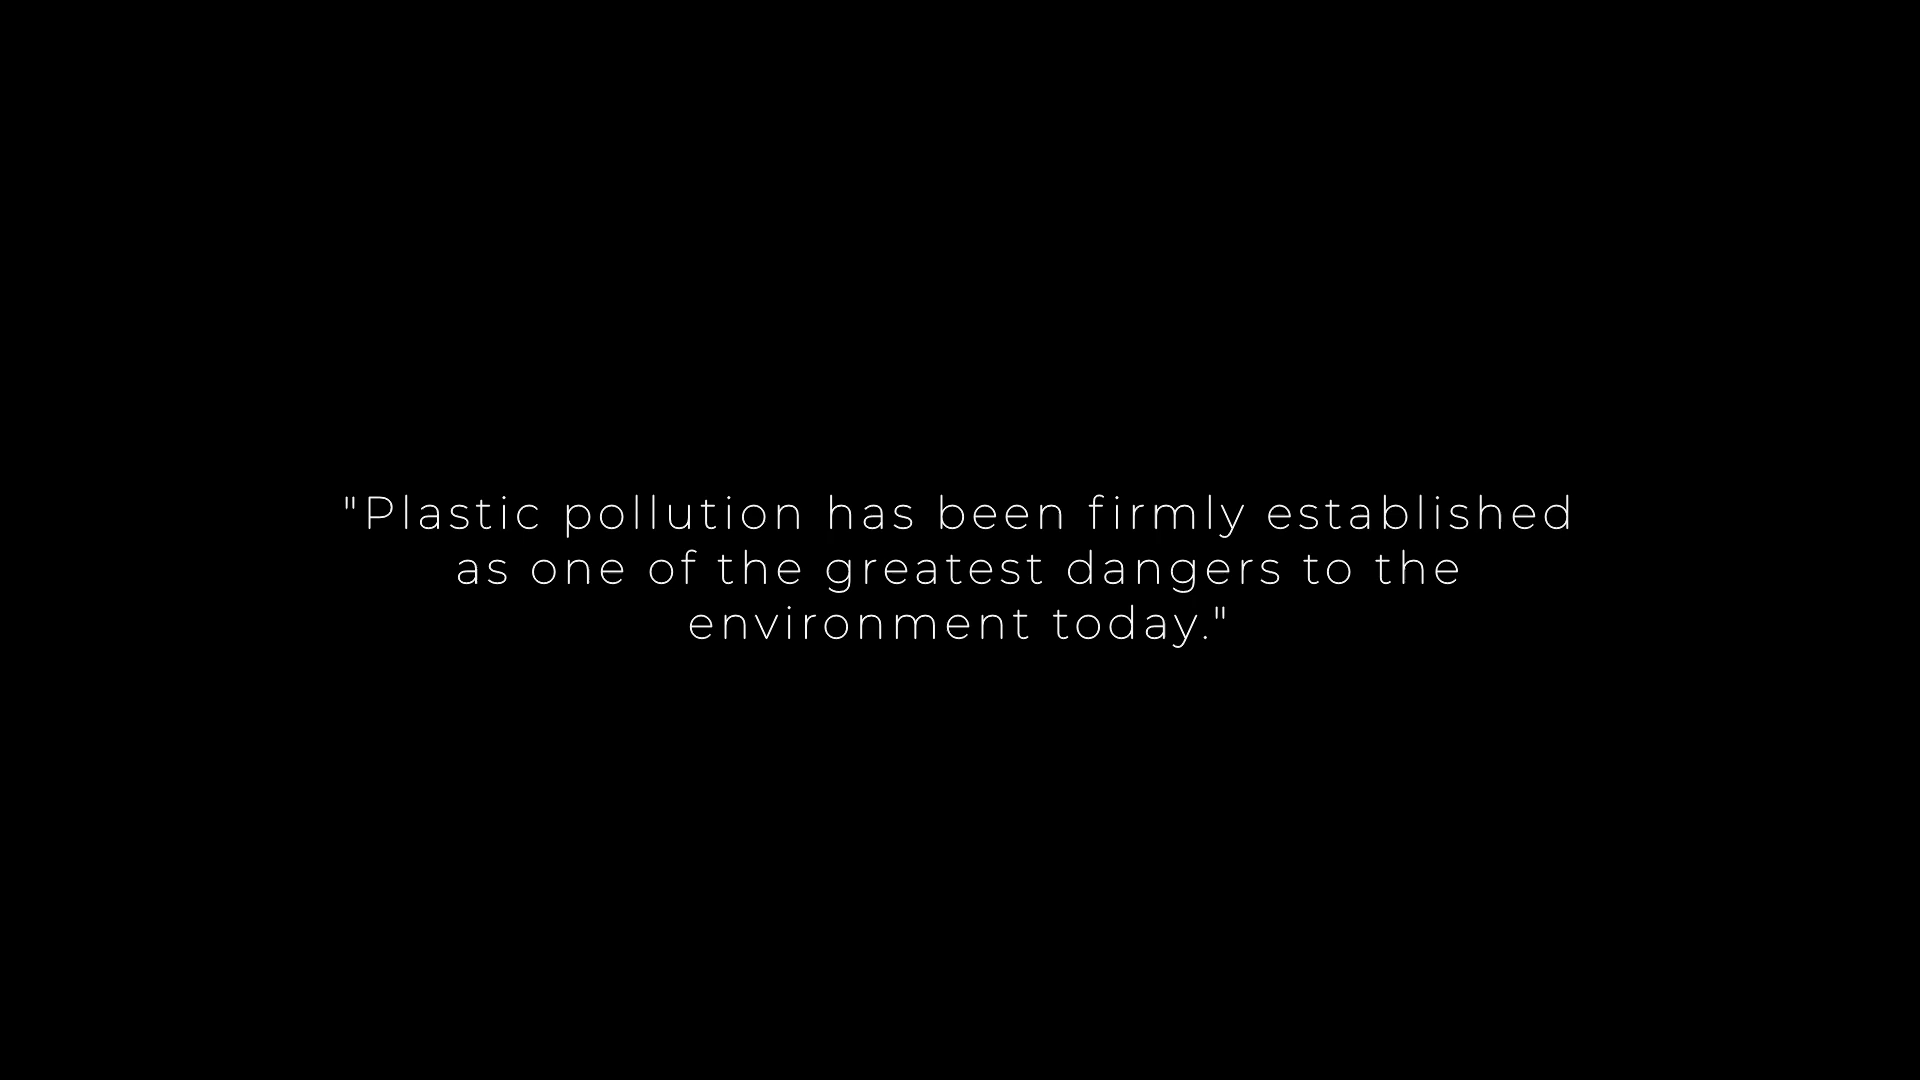 "Plastic pollution has been firmly established
as one of the greatest dangers to the
environment today."